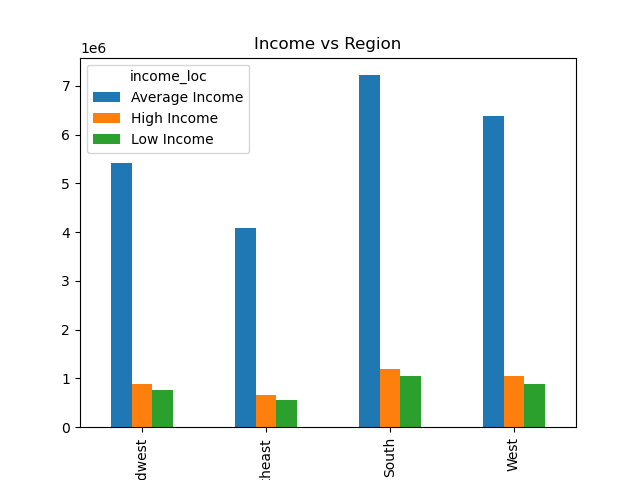 Income vs Region
1e6
income_loc
Average Income
High Income
Low Income
7
6
5
4
3
2
1
0
dwest
theast
South
West